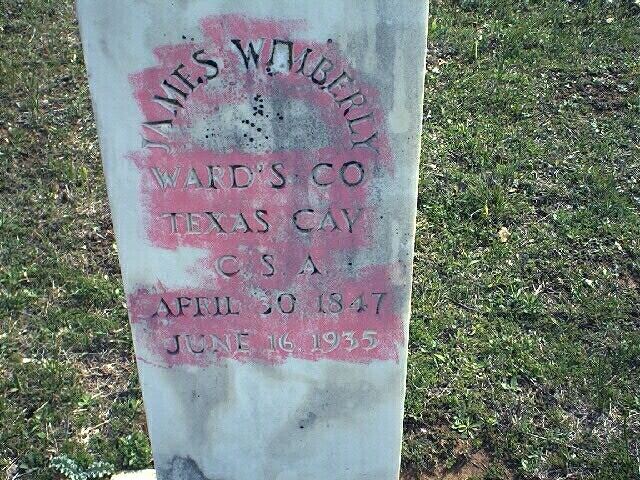 JAMES WIMBERLY
WARD'S CO
TEXAS CAV
C. S. A.
APRIL 30 1847
JUNE 16 1935